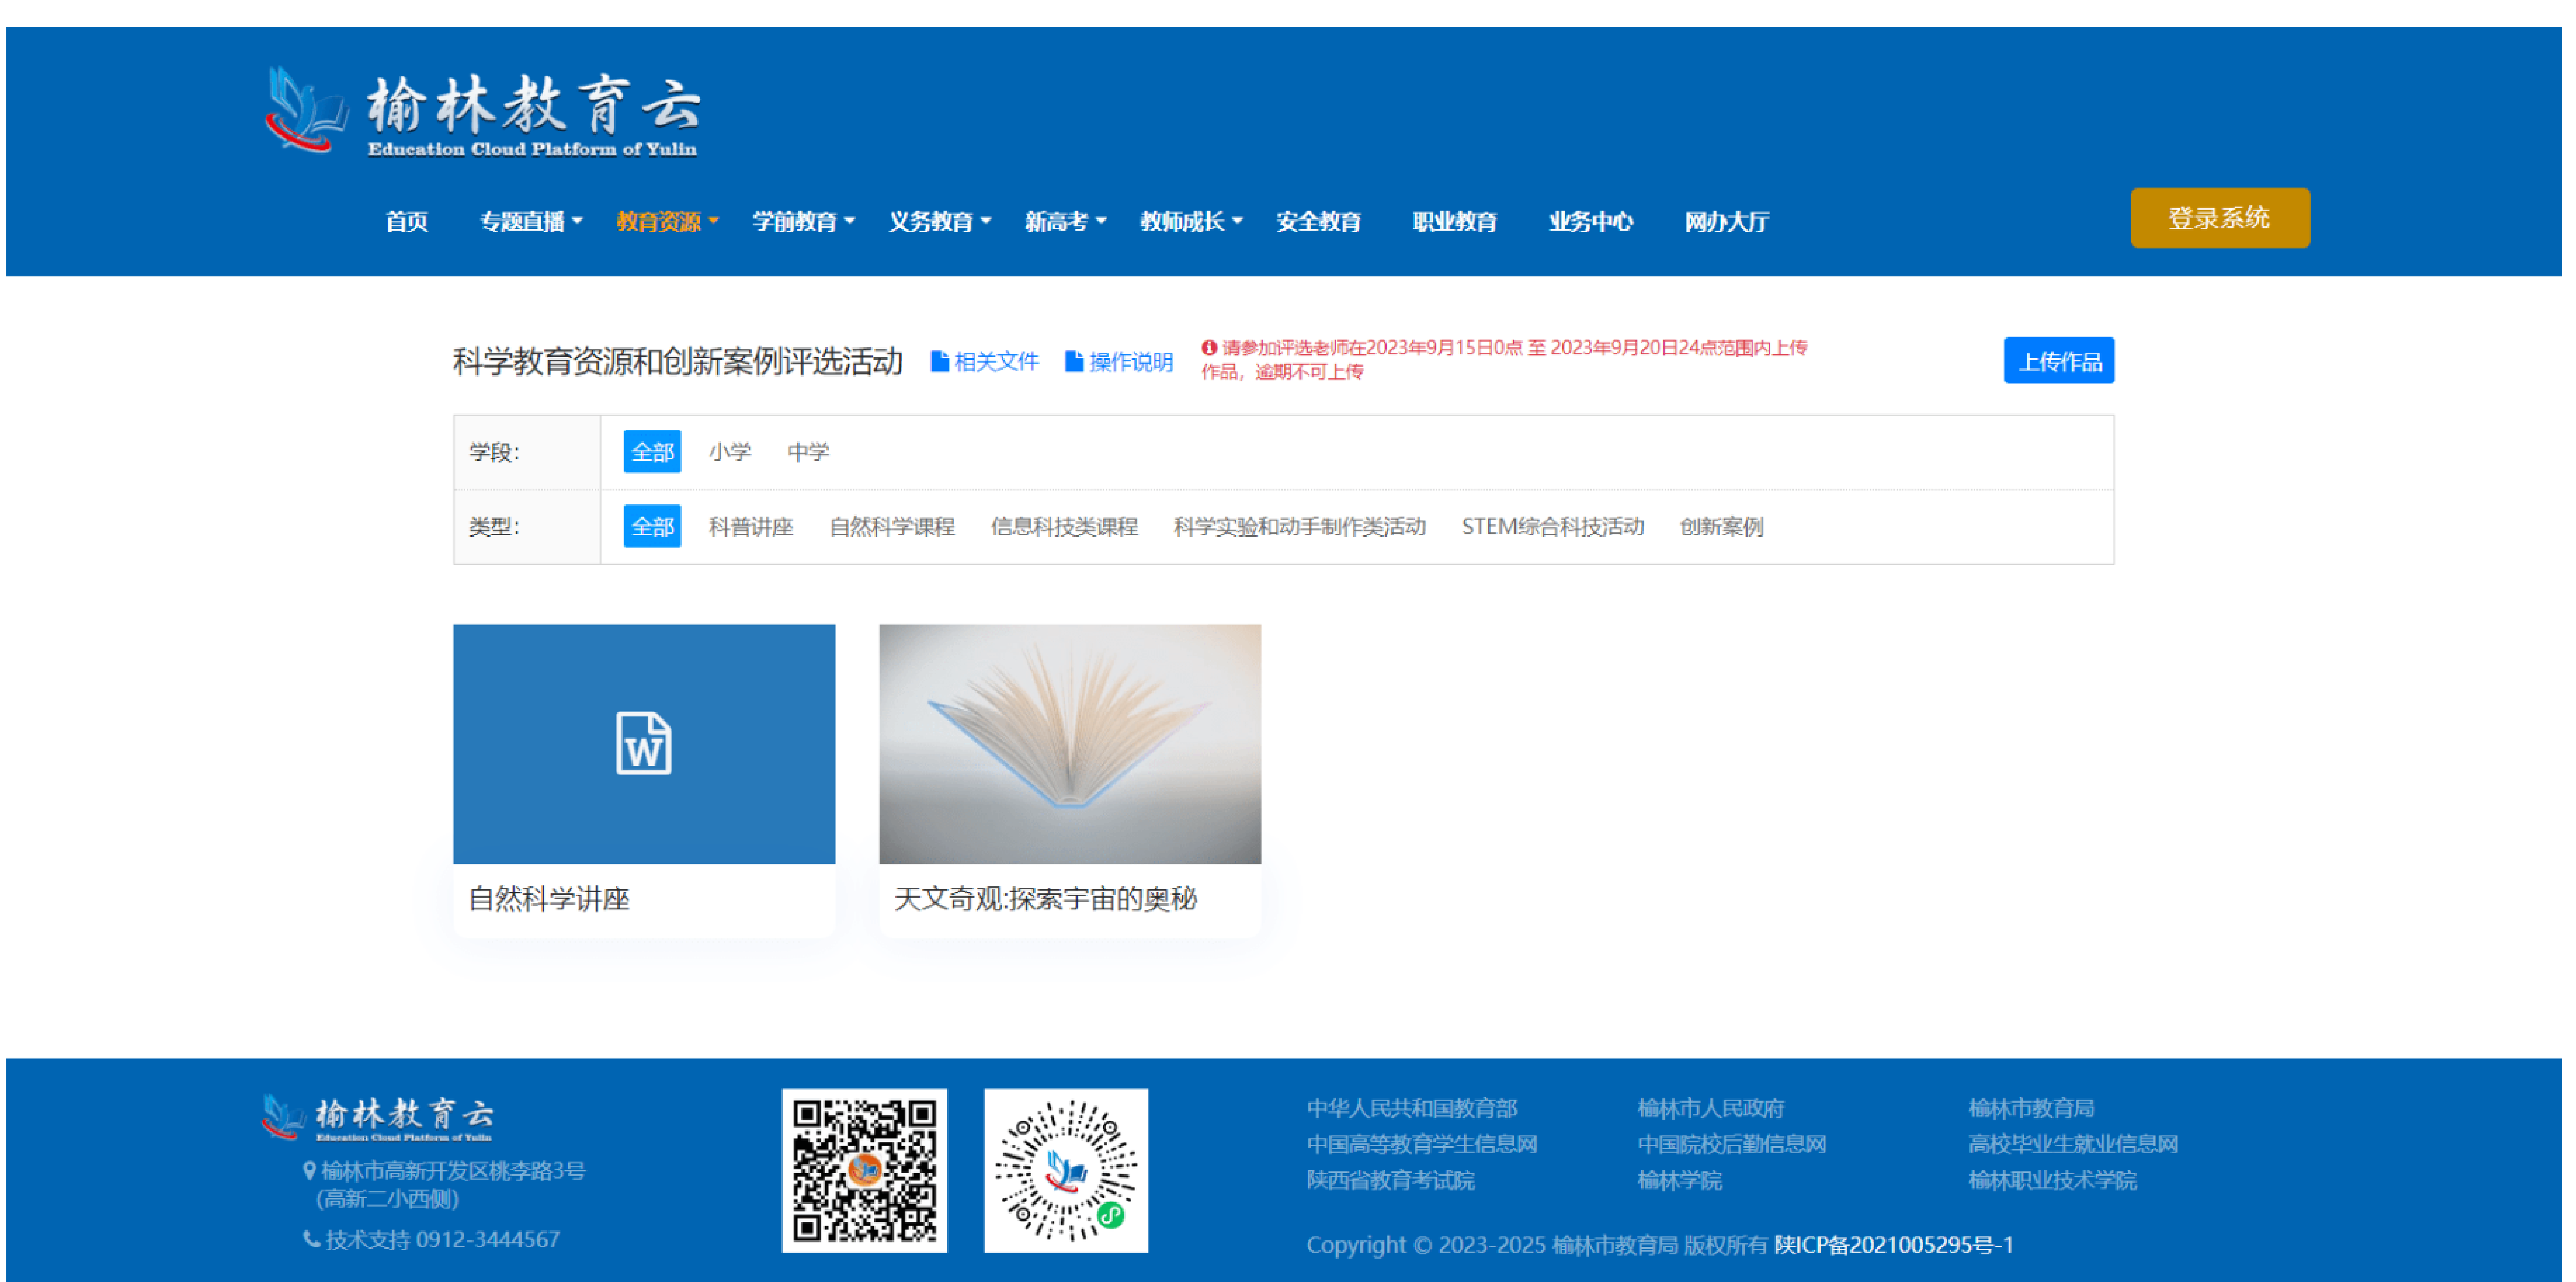 榆林教育云
Education Cloud Platform of Yulin
首页 专题直播 教育资源 学前教育 义务教育 新高考 教师成长 安全教育 职业教育 业务中心 网办大厅
登录系统
科学教育资源和创新案例评选活动 相关文件 操作说明
请参加评选老师在2023年9月15日0点 至 2023年9月20日24点范围内上传
作品，逾期不可上传
上传作品
学段: 全部 小学 中学
类型: 全部 科普讲座 自然科学课程 信息科技类课程 科学实验和动手制作类活动 STEM综合科技活动 创新案例
W
自然科学讲座
天文奇观:探索宇宙的奥秘
榆林教育云
Education Cloud Platform of Yulin
榆林市高新开发区桃李路3号
(高新二小西侧)
技术支持 0912-3444567
中华人民共和国教育部 榆林市人民政府 榆林市教育局
中国高等教育学生信息网 中国院校后勤信息网 高校毕业生就业信息网
陕西省教育考试院 榆林学院 榆林职业技术学院
Copyright © 2023-2025 榆林市教育局 版权所有 陕ICP备2021005295号-1